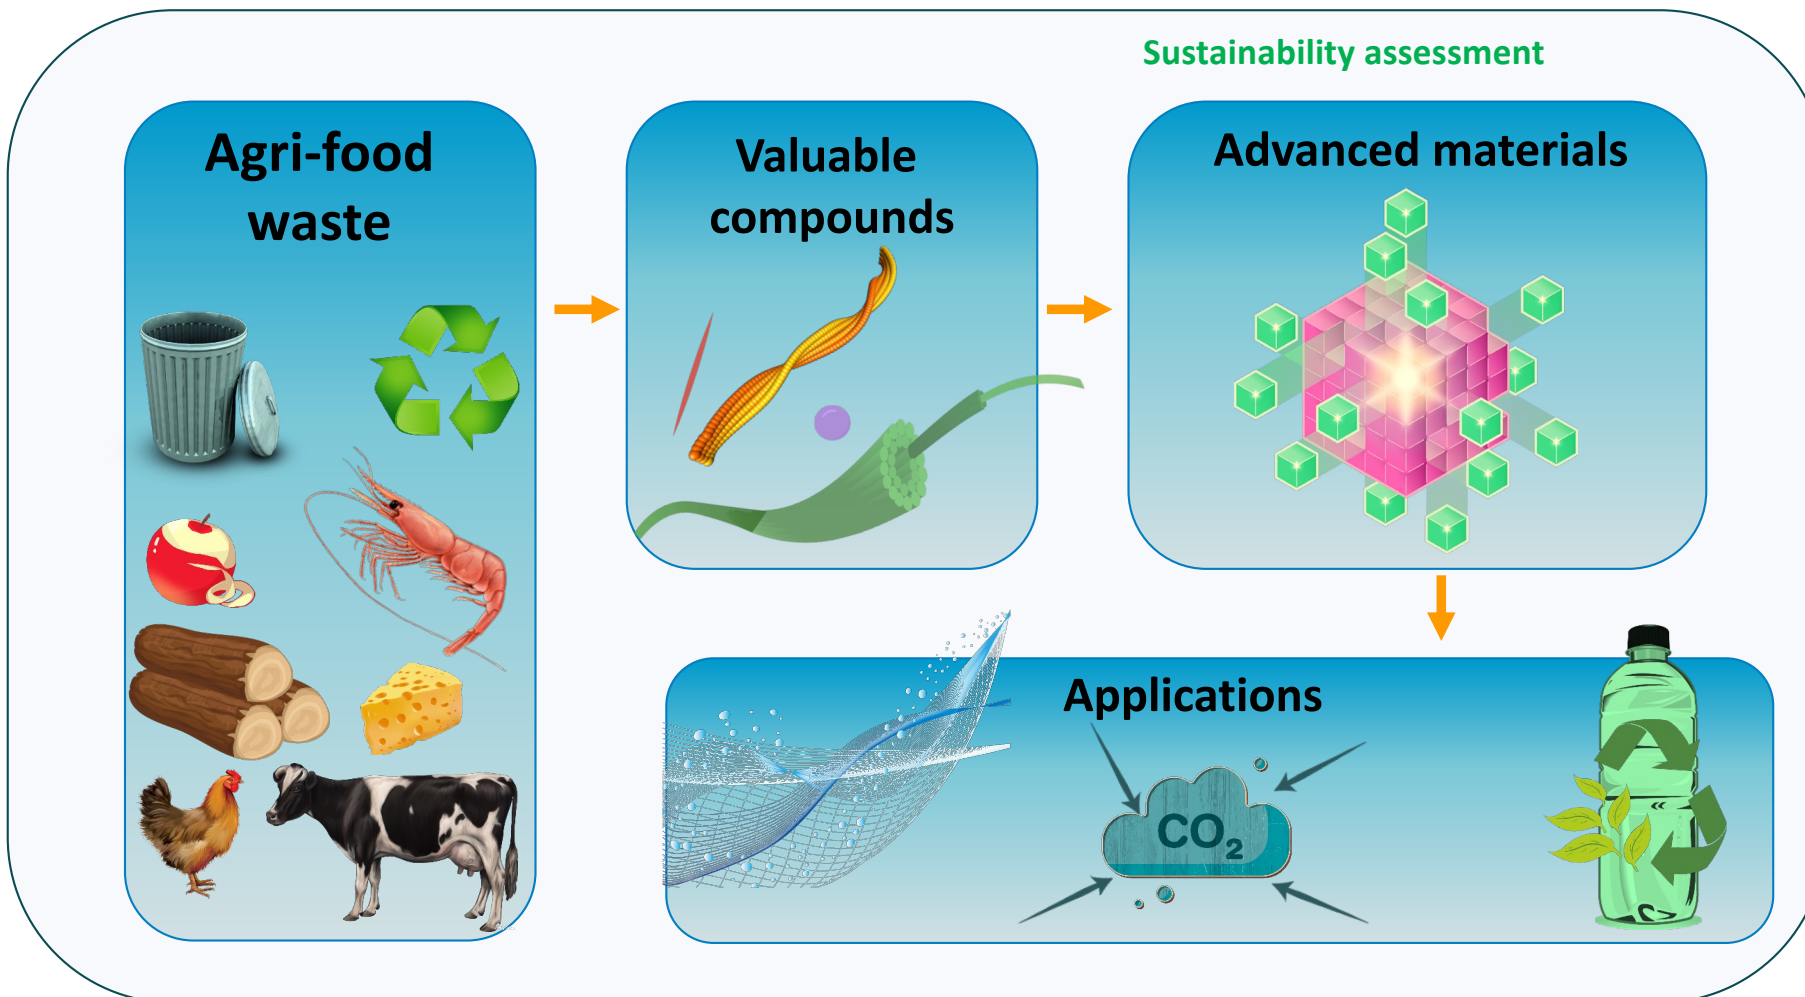 Sustainability assessment
Agri-food
waste
Valuable
compounds
Advanced materials
Applications
CO₂